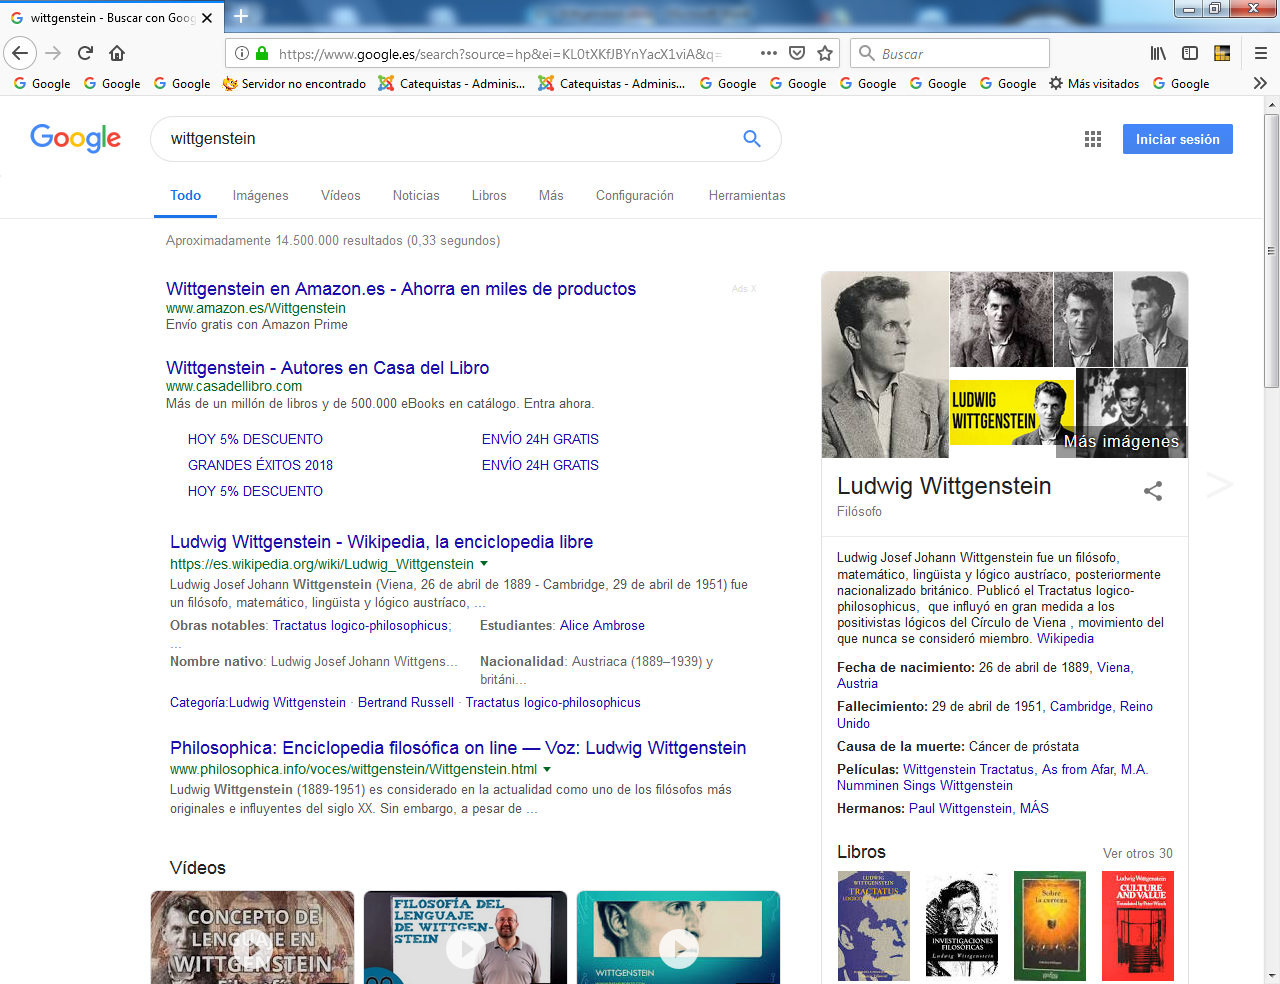 wittgenstein - Buscar con Goog
https://www.google.es/search?source=hp&ei=KL0tXKfJBYnYacX1viA&q=
Buscar
Google
Google
Google
Servidor no encontrado
Catequistas - Adminis...
Catequistas - Adminis...
Google
Google
Google
Google
Google
Más visitados
Google
Google
wittgenstein
Iniciar sesión
Todo
Imágenes
Vídeos
Noticias
Libros
Más
Configuración
Herramientas
Aproximadamente 14.500.000 resultados (0,33 segundos)
Wittgenstein en Amazon.es - Ahorra en miles de productos
Ads X
www.amazon.es/Wittgenstein
Envío gratis con Amazon Prime
Wittgenstein - Autores en Casa del Libro
www.casadellibro.com
Más de un millón de libros y de 500.000 eBooks en catálogo. Entra ahora.
HOY 5% DESCUENTO
ENVÍO 24H GRATIS
GRANDES ÉXITOS 2018
ENVÍO 24H GRATIS
HOY 5% DESCUENTO
Ludwig Wittgenstein - Wikipedia, la enciclopedia libre
https://es.wikipedia.org/wiki/Ludwig_Wittgenstein
Ludwig Josef Johann Wittgenstein (Viena, 26 de abril de 1889 - Cambridge, 29 de abril de 1951) fue
un filósofo, matemático, lingüista y lógico austríaco, ...
Obras notables: Tractatus logico-philosophicus;
...
Estudiantes: Alice Ambrose
Nombre nativo: Ludwig Josef Johann Wittgens...
Nacionalidad: Austriaca (1889–1939) y
británi...
Categoría:Ludwig Wittgenstein · Bertrand Russell · Tractatus logico-philosophicus
Philosophica: Enciclopedia filosófica on line — Voz: Ludwig Wittgenstein
www.philosophica.info/voces/wittgenstein/Wittgenstein.html
Ludwig Wittgenstein (1889-1951) es considerado en la actualidad como uno de los filósofos más
originales e influyentes del siglo XX. Sin embargo, a pesar de ...
Vídeos
CONCEPTO DE
LENGUAJE EN
WITTGENSTEIN
FILOSOFÍA DEL
LENGUAJE
DE WITTGEN-
STEIN
WITTGENSTEIN
LUDWIG
WITTGENSTEIN
Más imágenes
Ludwig Wittgenstein
Filósofo
Ludwig Josef Johann Wittgenstein fue un filósofo,
matemático, lingüista y lógico austríaco, posteriormente
nacionalizado británico. Publicó el Tractatus logico-
philosophicus, que influyó en gran medida a los
positivistas lógicos del Círculo de Viena , movimiento del
que nunca se consideró miembro. Wikipedia
Fecha de nacimiento: 26 de abril de 1889, Viena,
Austria
Fallecimiento: 29 de abril de 1951, Cambridge, Reino
Unido
Causa de la muerte: Cáncer de próstata
Películas: Wittgenstein Tractatus, As from Afar, M.A.
Numminen Sings Wittgenstein
Hermanos: Paul Wittgenstein, MÁS
Libros
Ver otros 30
LUDWIG
WITTGENSTEIN
TRACTATUS
INVESTIGACIONES
FILOSÓFICAS
Ludwig Wittgenstein
Sobre
la certeza
Ludwig Wittgenstein
CULTURE
AND VALUE
Translated by Peter Winch